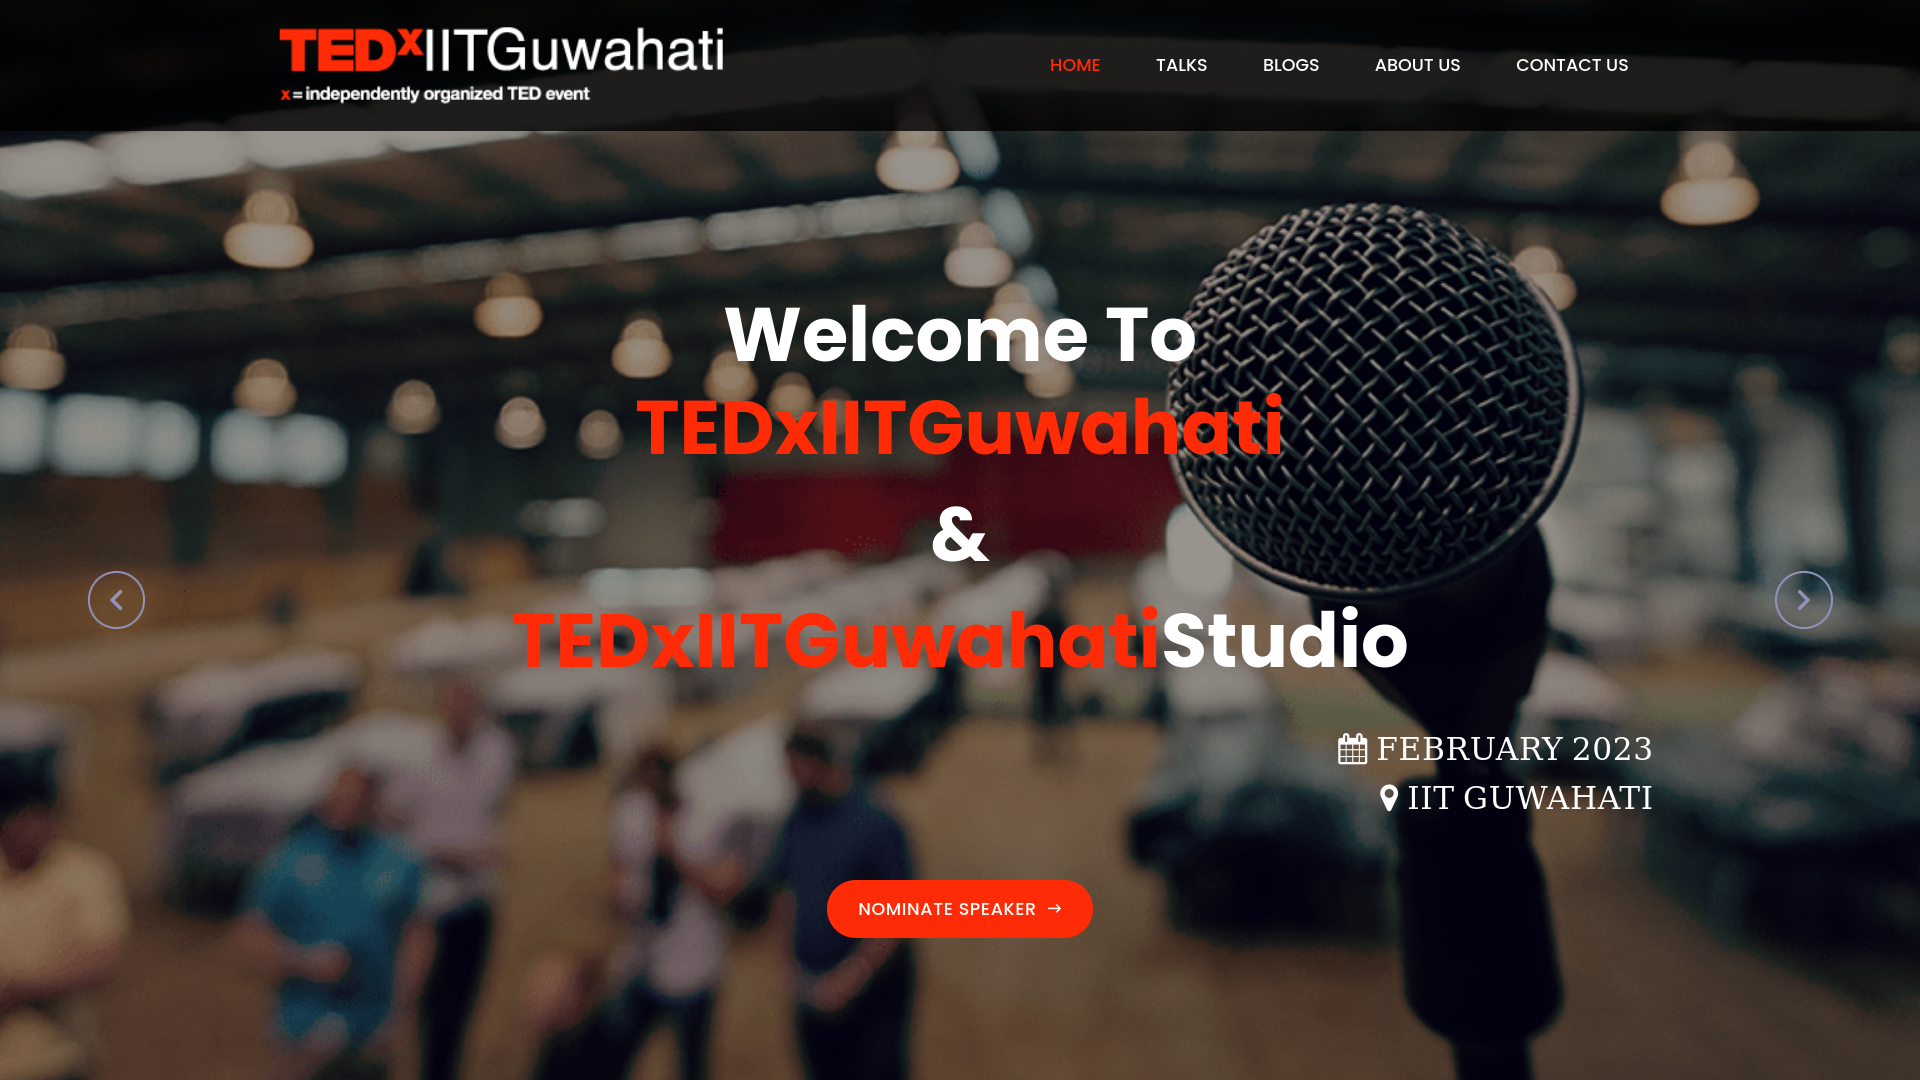 TEDxIITGuwahati
x = independently organized TED event
HOME TALKS BLOGS ABOUT US CONTACT US
Welcome To
TEDxIITGuwahati
&
TEDxIITGuwahatiStudio
FEBRUARY 2023
IIT GUWAHATI
NOMINATE SPEAKER →